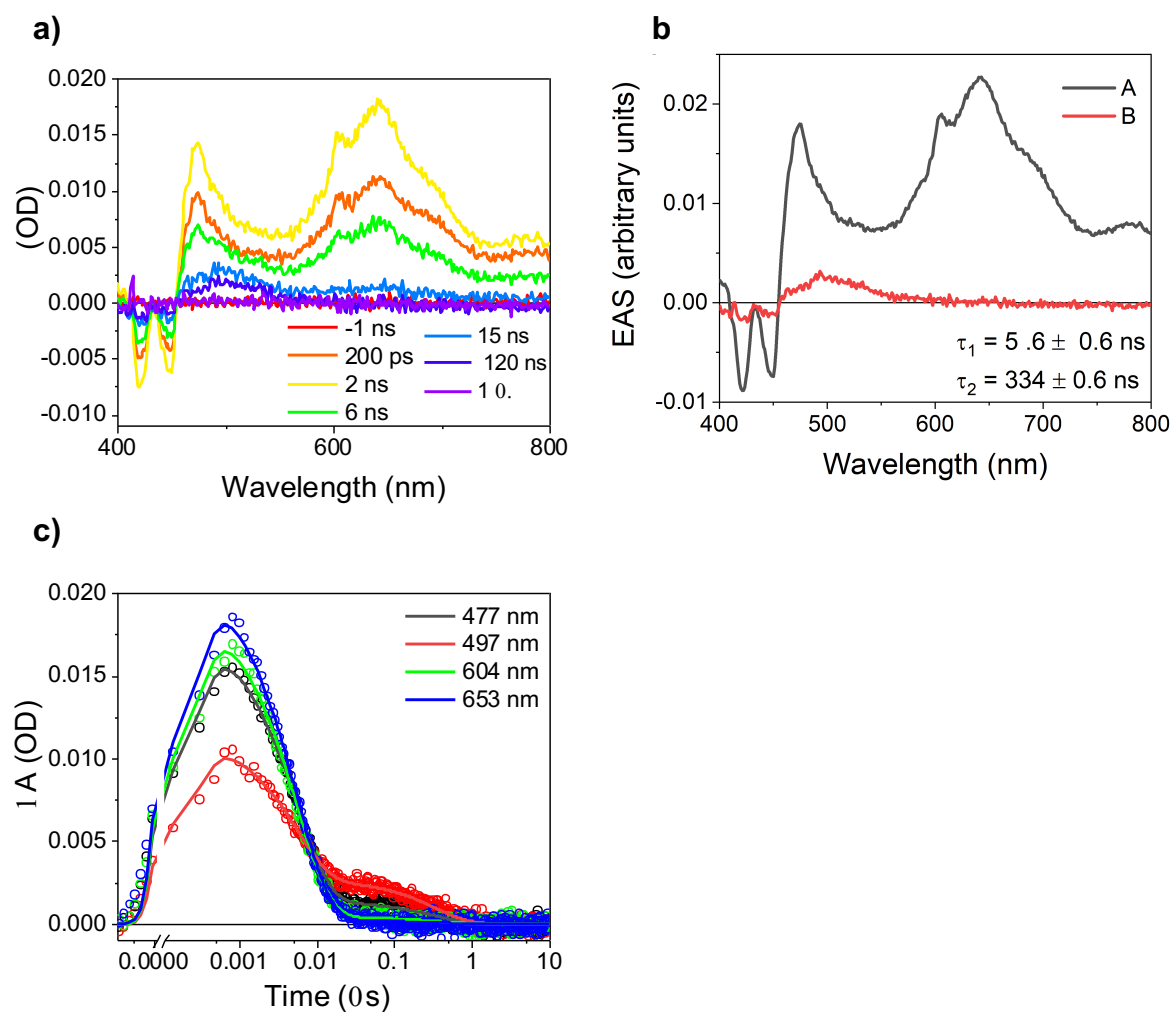 a)
(OD)
0.020
0.015
0.010
0.005
0.000
-0.005
-0.010
400
600
800
Wavelength (nm)
-1 ns
200 ps
2 ns
6 ns
15 ns
120 ns
1 0.
b
EAS (arbitrary units)
0.02
0.01
0.00
-0.01
400
500
600
700
800
Wavelength (nm)
A
B
τ1 = 5 .6 ± 0.6 ns
τ2 = 334 ± 0.6 ns
c)
1 A (OD)
0.020
0.015
0.010
0.005
0.000
477 nm
497 nm
604 nm
653 nm
0.001
0.01
0.1
1
10
Time (0s)